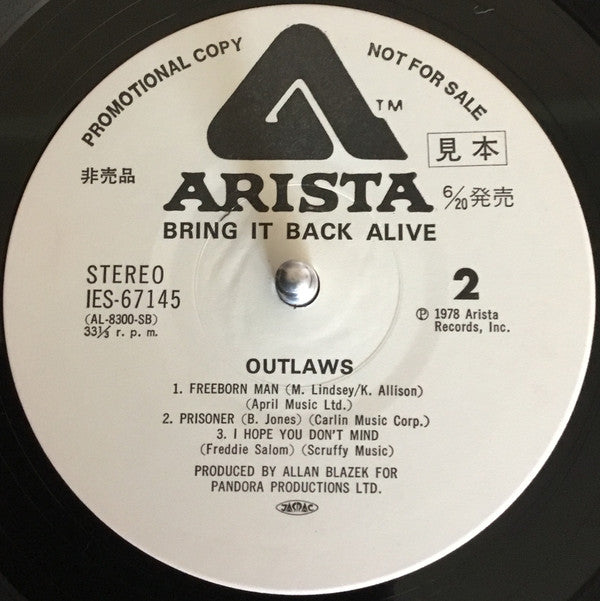 PROMOTIONAL COPY
NOT FOR SALE
TM
見本
非売品
ARISTA
6/20発売
BRING IT BACK ALIVE
STEREO
IES-67145
(AL-8300-SB)
33⅓ r. p. m.
2
Ⓟ 1978 Arista
Records, Inc.
OUTLAWS
1. FREEBORN MAN (M. Lindsey/K. Allison)
(April Music Ltd.)
2. PRISONER (B. Jones) (Carlin Music Corp.)
3. I HOPE YOU DON'T MIND
(Freddie Salom) (Scruffy Music)
PRODUCED BY ALLAN BLAZEK FOR
PANDORA PRODUCTIONS LTD.
JASRAC